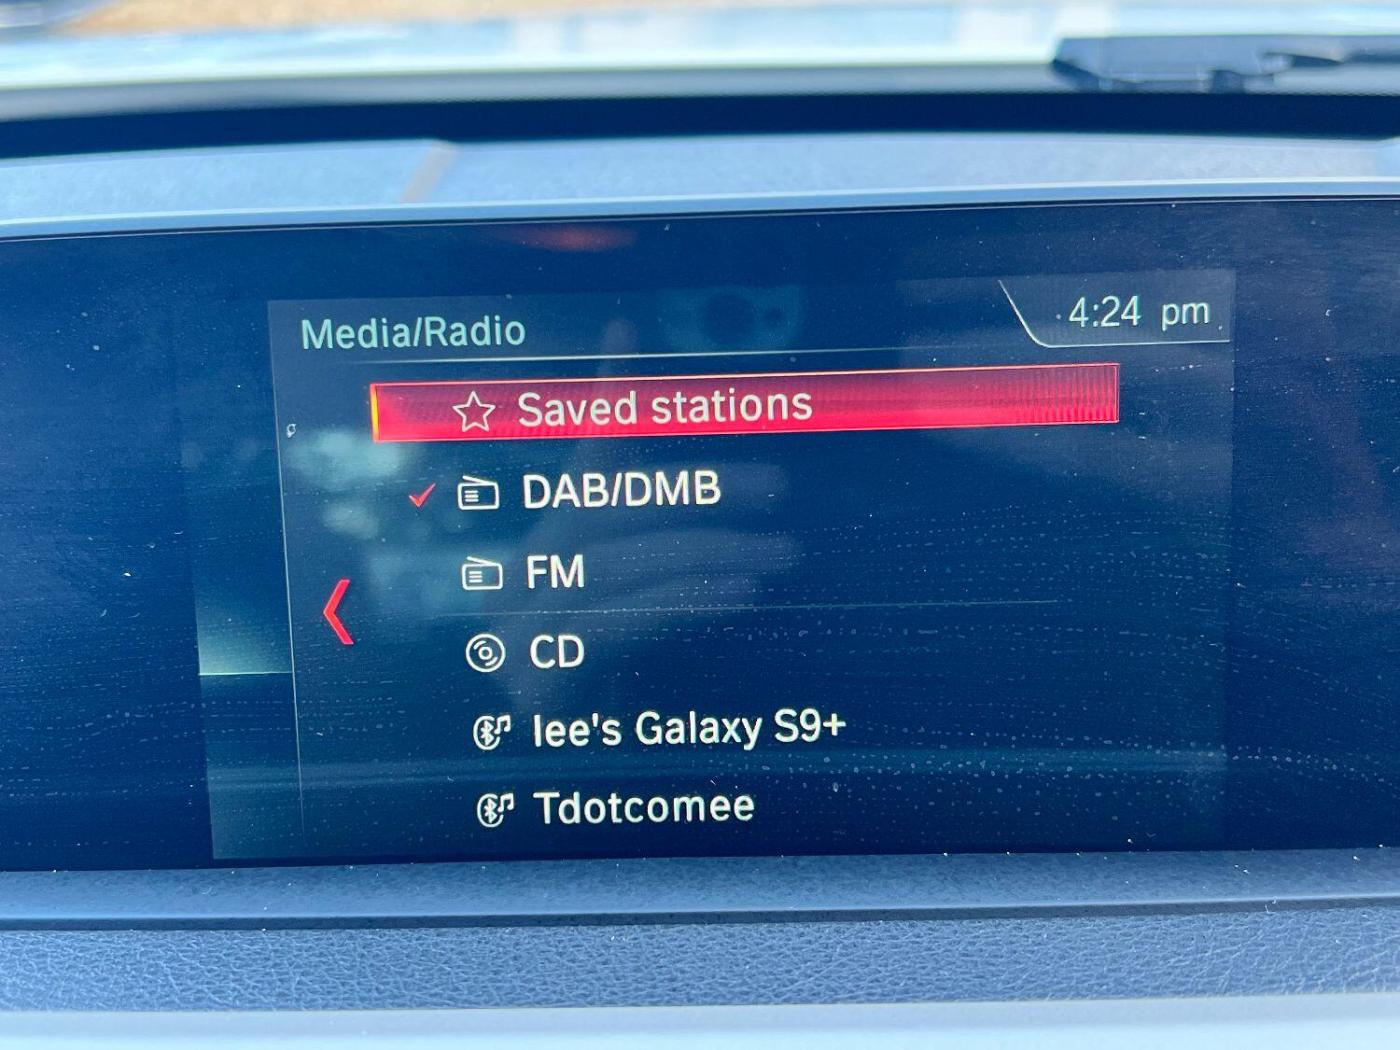 Media/Radio
4:24 pm
Saved stations
DAB/DMB
FM
CD
lee's Galaxy S9+
Tdotcomee